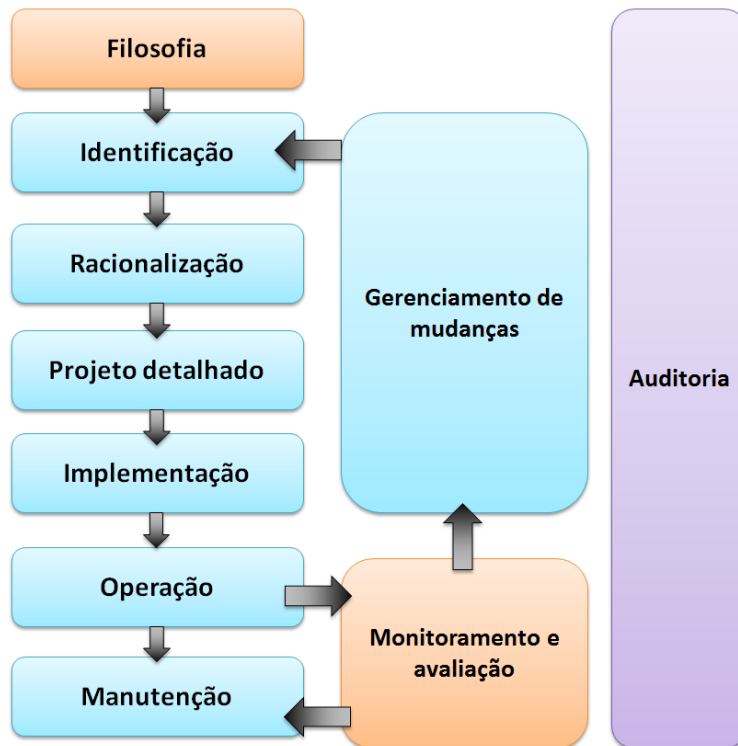 Filosofia
Identificação
Racionalização
Projeto detalhado
Implementação
Operação
Manutenção
Gerenciamento de
mudanças
Monitoramento e
avaliação
Auditoria